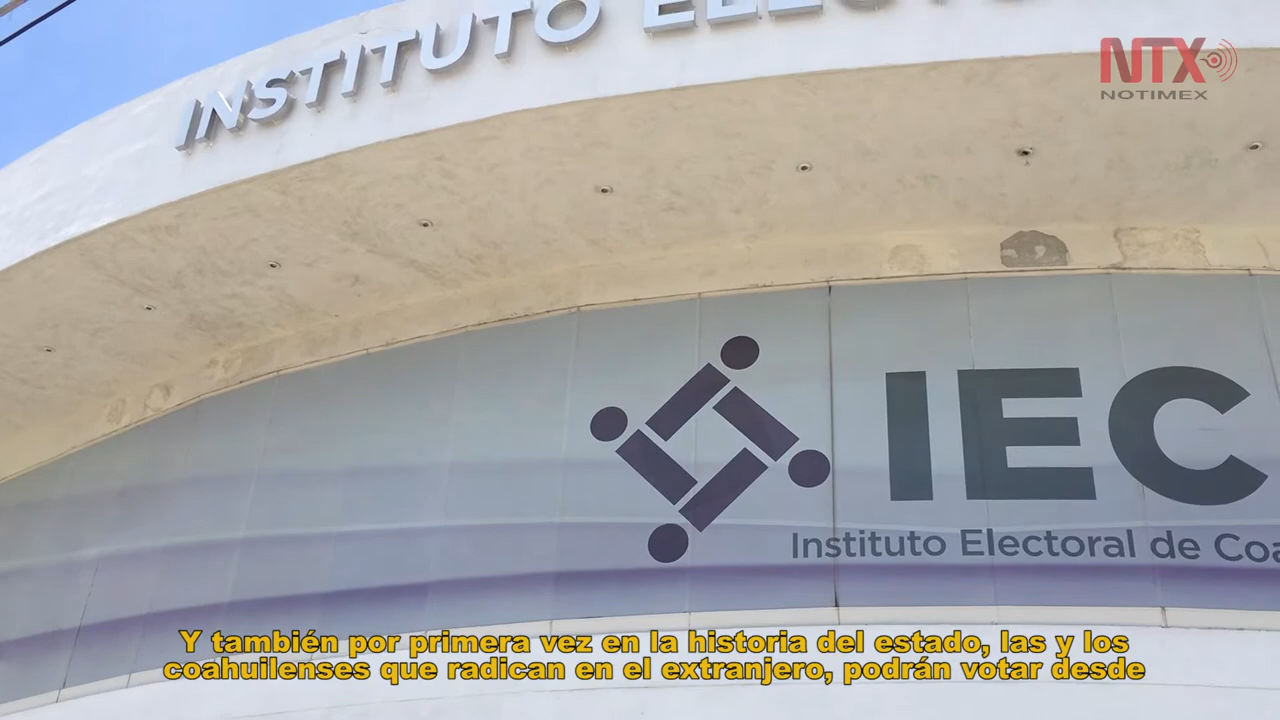 INSTITUTO
NTX
NOTIMEX
IEC
Instituto Electoral de
Y también por primera vez en la historia del estado, las y los
coahuilenses que radican en el extranjero, podrán votar desde